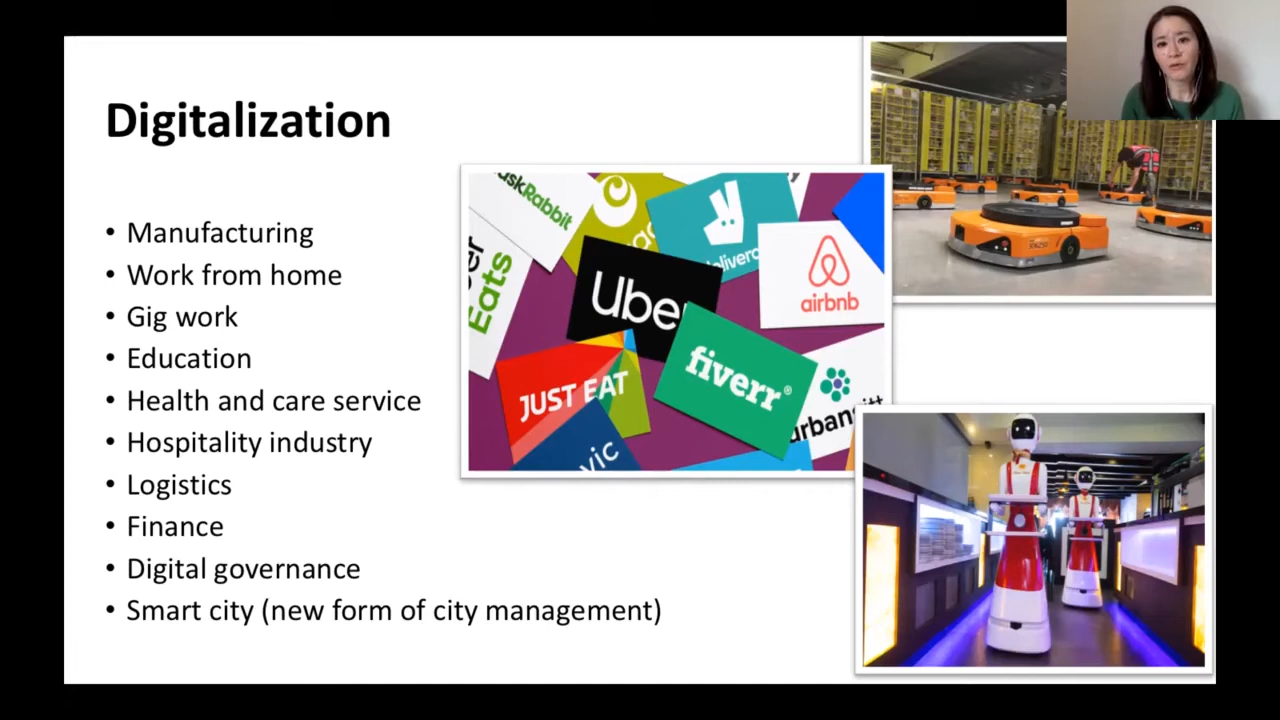 Digitalization
• Manufacturing
• Work from home
• Gig work
• Education
• Health and care service
• Hospitality industry
• Logistics
• Finance
• Digital governance
• Smart city (new form of city management)
Eats
Uber
airbnb
JUST EAT
fiverr®